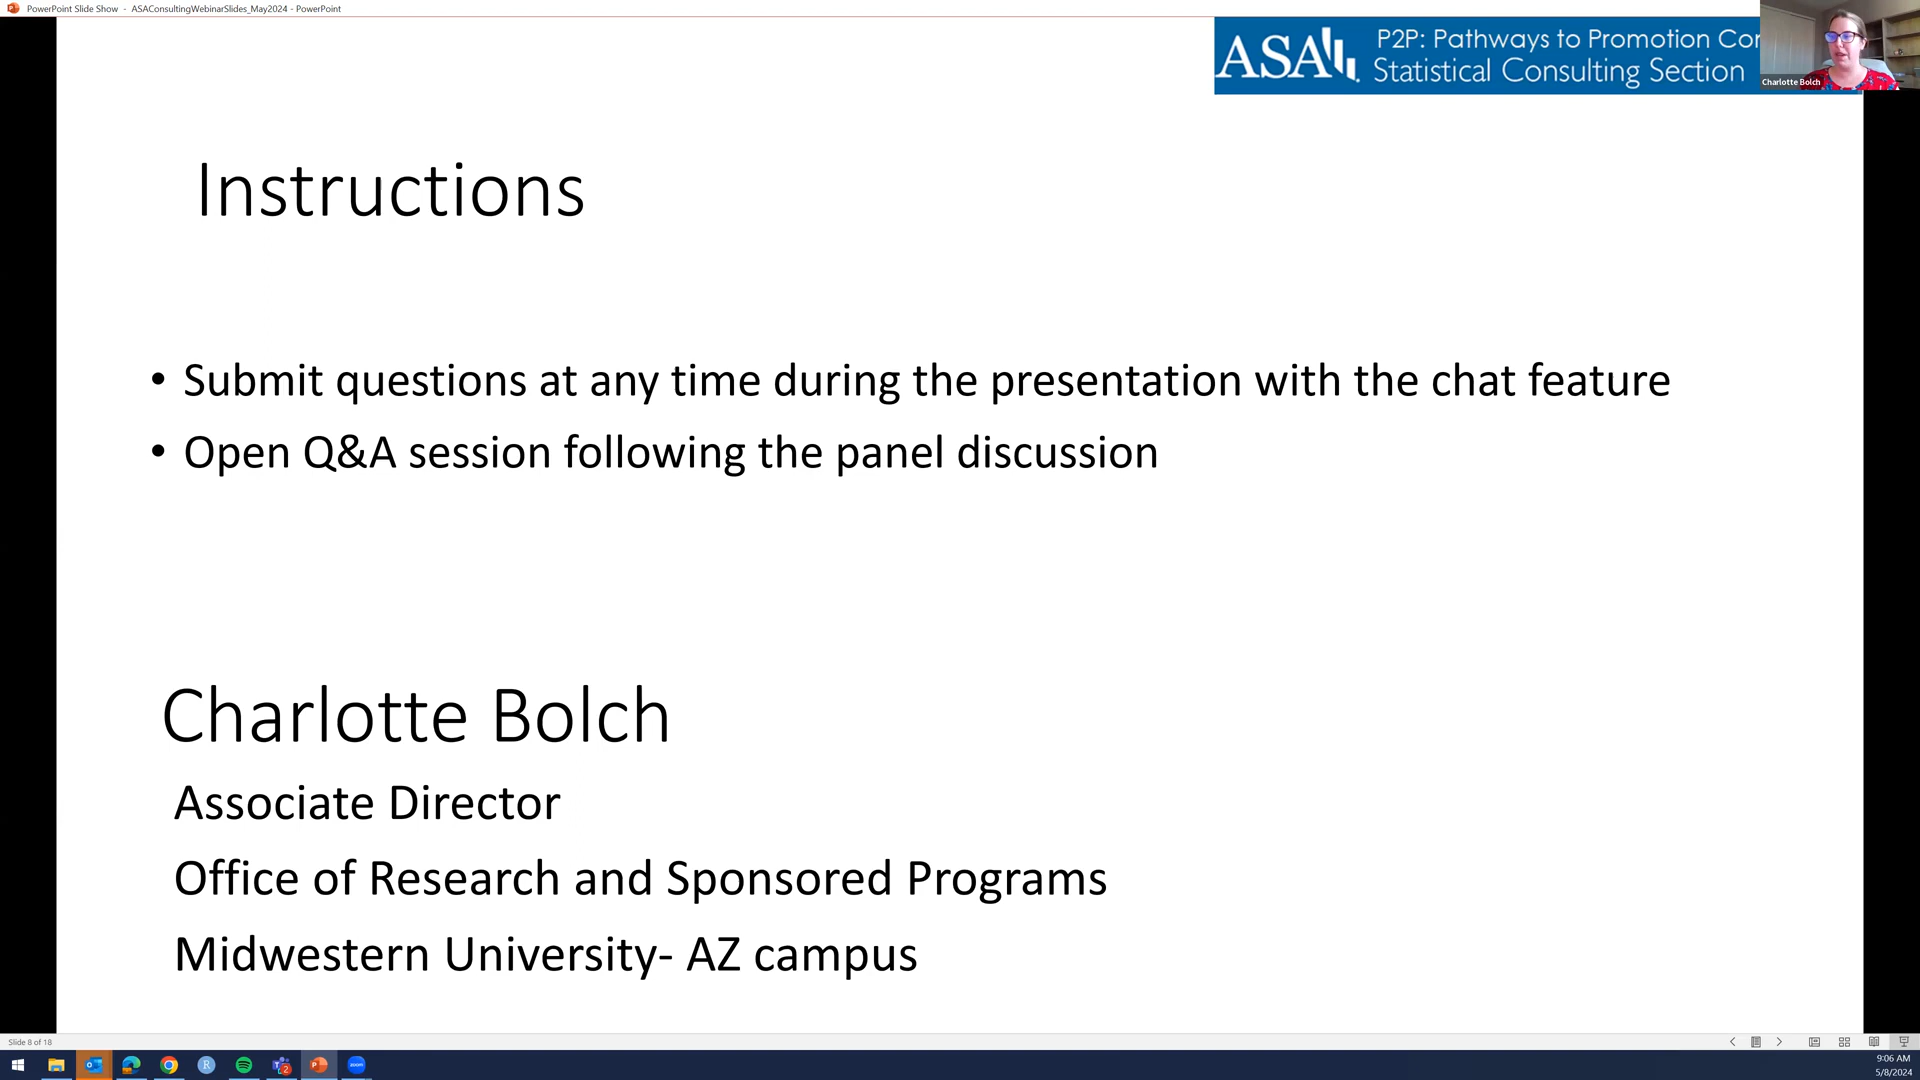 PowerPoint Slide Show - ASAConsultingWebinarSlides_May2024 - PowerPoint
ASA
P2P: Pathways to Promotion Cor
Statistical Consulting Section
Charlotte Bolch
Instructions
• Submit questions at any time during the presentation with the chat feature
• Open Q&A session following the panel discussion
Charlotte Bolch
Associate Director
Office of Research and Sponsored Programs
Midwestern University- AZ campus
Slide 8 of 18
zoom
9:06 AM
5/8/2024